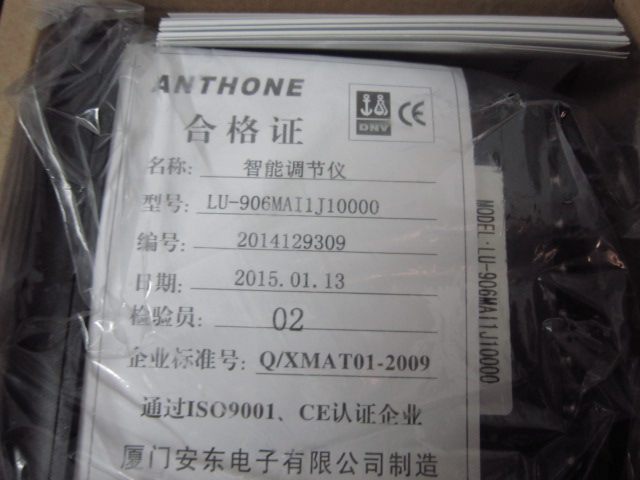 ANTHONE
DNV CE
合格证
名称: 智能调节仪
型号: LU-906MAI1J10000
编号: 2014129309
日期: 2015.01.13
检验员: 02
企业标准号: Q/XMAT01-2009
通过ISO9001、CE认证企业
厦门安东电子有限公司制造
MODEL:LU-906MAI1J10000